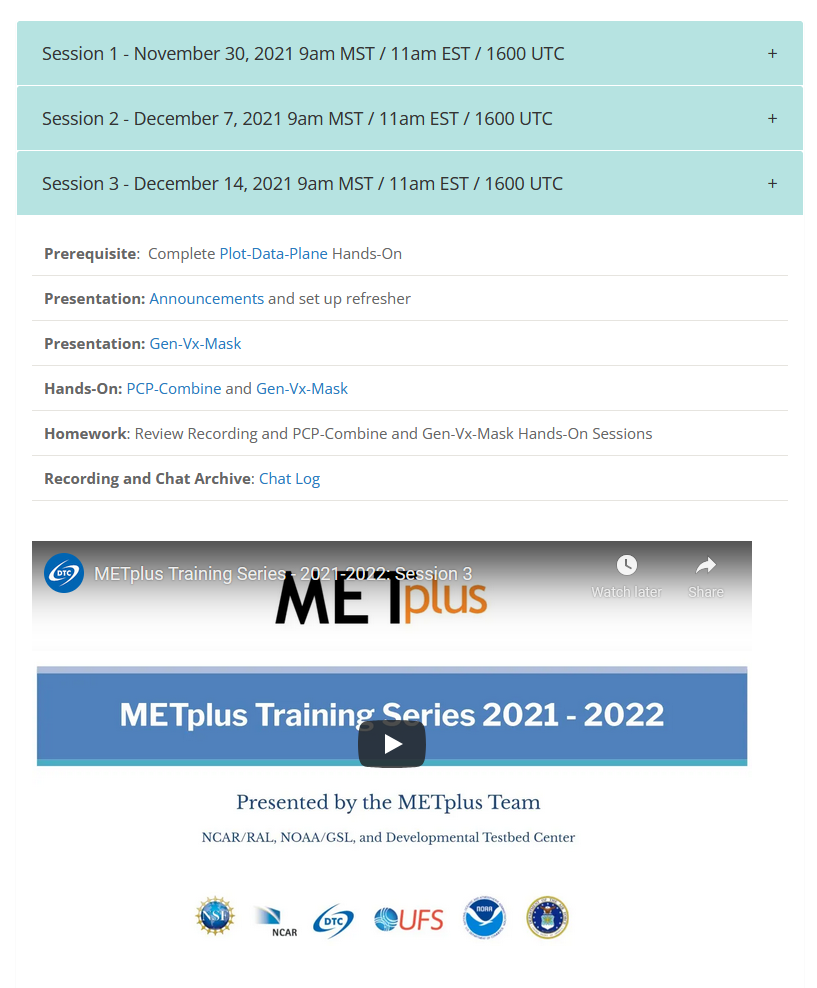 Session 1 - November 30, 2021 9am MST / 11am EST / 1600 UTC +
Session 2 - December 7, 2021 9am MST / 11am EST / 1600 UTC +
Session 3 - December 14, 2021 9am MST / 11am EST / 1600 UTC +
Prerequisite: Complete Plot-Data-Plane Hands-On
Presentation: Announcements and set up refresher
Presentation: Gen-Vx-Mask
Hands-On: PCP-Combine and Gen-Vx-Mask
Homework: Review Recording and PCP-Combine and Gen-Vx-Mask Hands-On Sessions
Recording and Chat Archive: Chat Log
DTC METplus Training Series - 2021-2022: Session 3
Watch later Share
METplus
METplus Training Series 2021 - 2022
Presented by the METplus Team
NCAR/RAL, NOAA/GSL, and Developmental Testbed Center
NSF NCAR DTC UFS NOAA